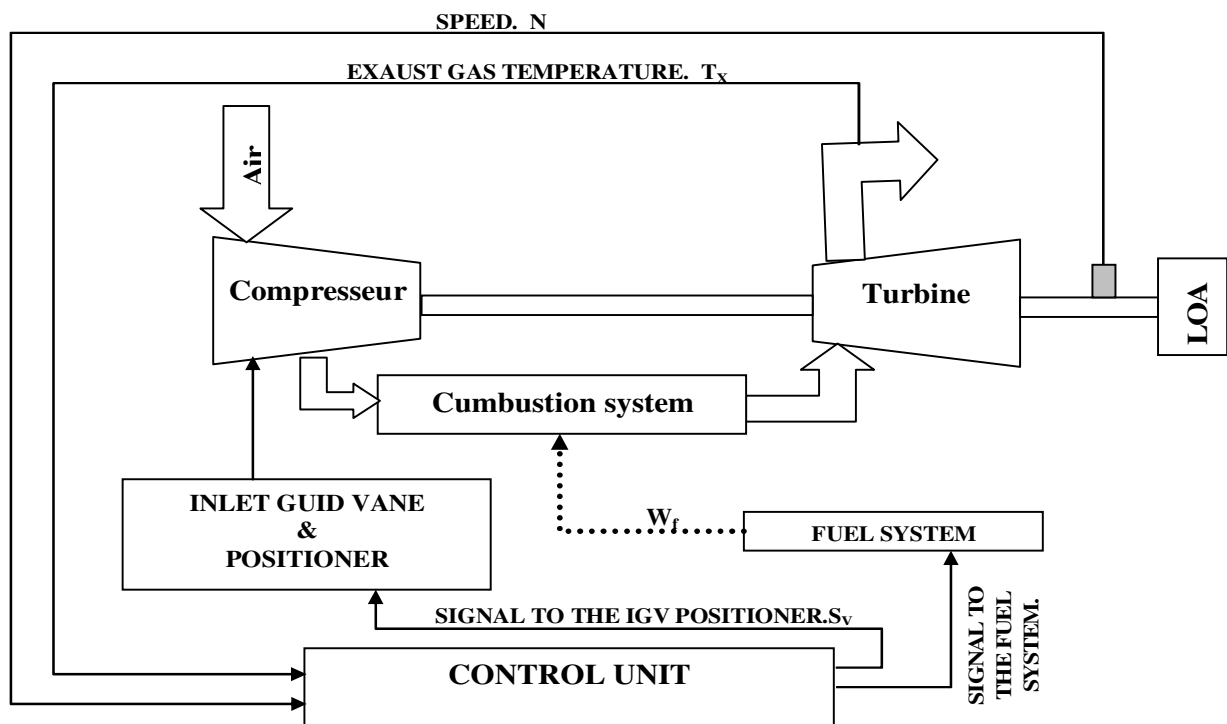 SPEED. N
EXAUST GAS TEMPERATURE. Tx
Air
Compresseur
Turbine
LOA
Cumbustion system
INLET GUID VANE
&
POSITIONER
Wf
FUEL SYSTEM
SIGNAL TO THE IGV POSITIONER.Sv
SIGNAL TO
THE FUEL
SYSTEM.
CONTROL UNIT